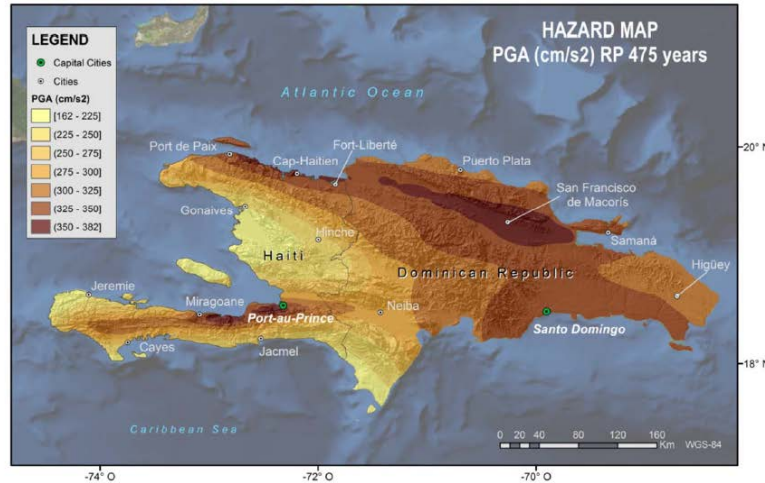 HAZARD MAP
PGA (cm/s2) RP 475 years
LEGEND
Capital Cities
Cities
PGA (cm/s2)
[162 - 225]
(225 - 250]
(250 - 275]
(275 - 300]
(300 - 325]
(325 - 350]
(350 - 382]
Atlantic Ocean
Port de Paix
Cap-Haitien
Fort-Liberté
Puerto Plata
San Francisco
de Macorís
Gonaives
Hinche
Samaná
Haiti
Dominican Republic
Higüey
Jeremie
Miragoane
Port-au-Prince
Neiba
Santo Domingo
Cayes
Jacmel
Caribbean Sea
0 10 20 40 80 120 160
Km
WGS-84
20° N
18° N
-74° O
-72° O
-70° O